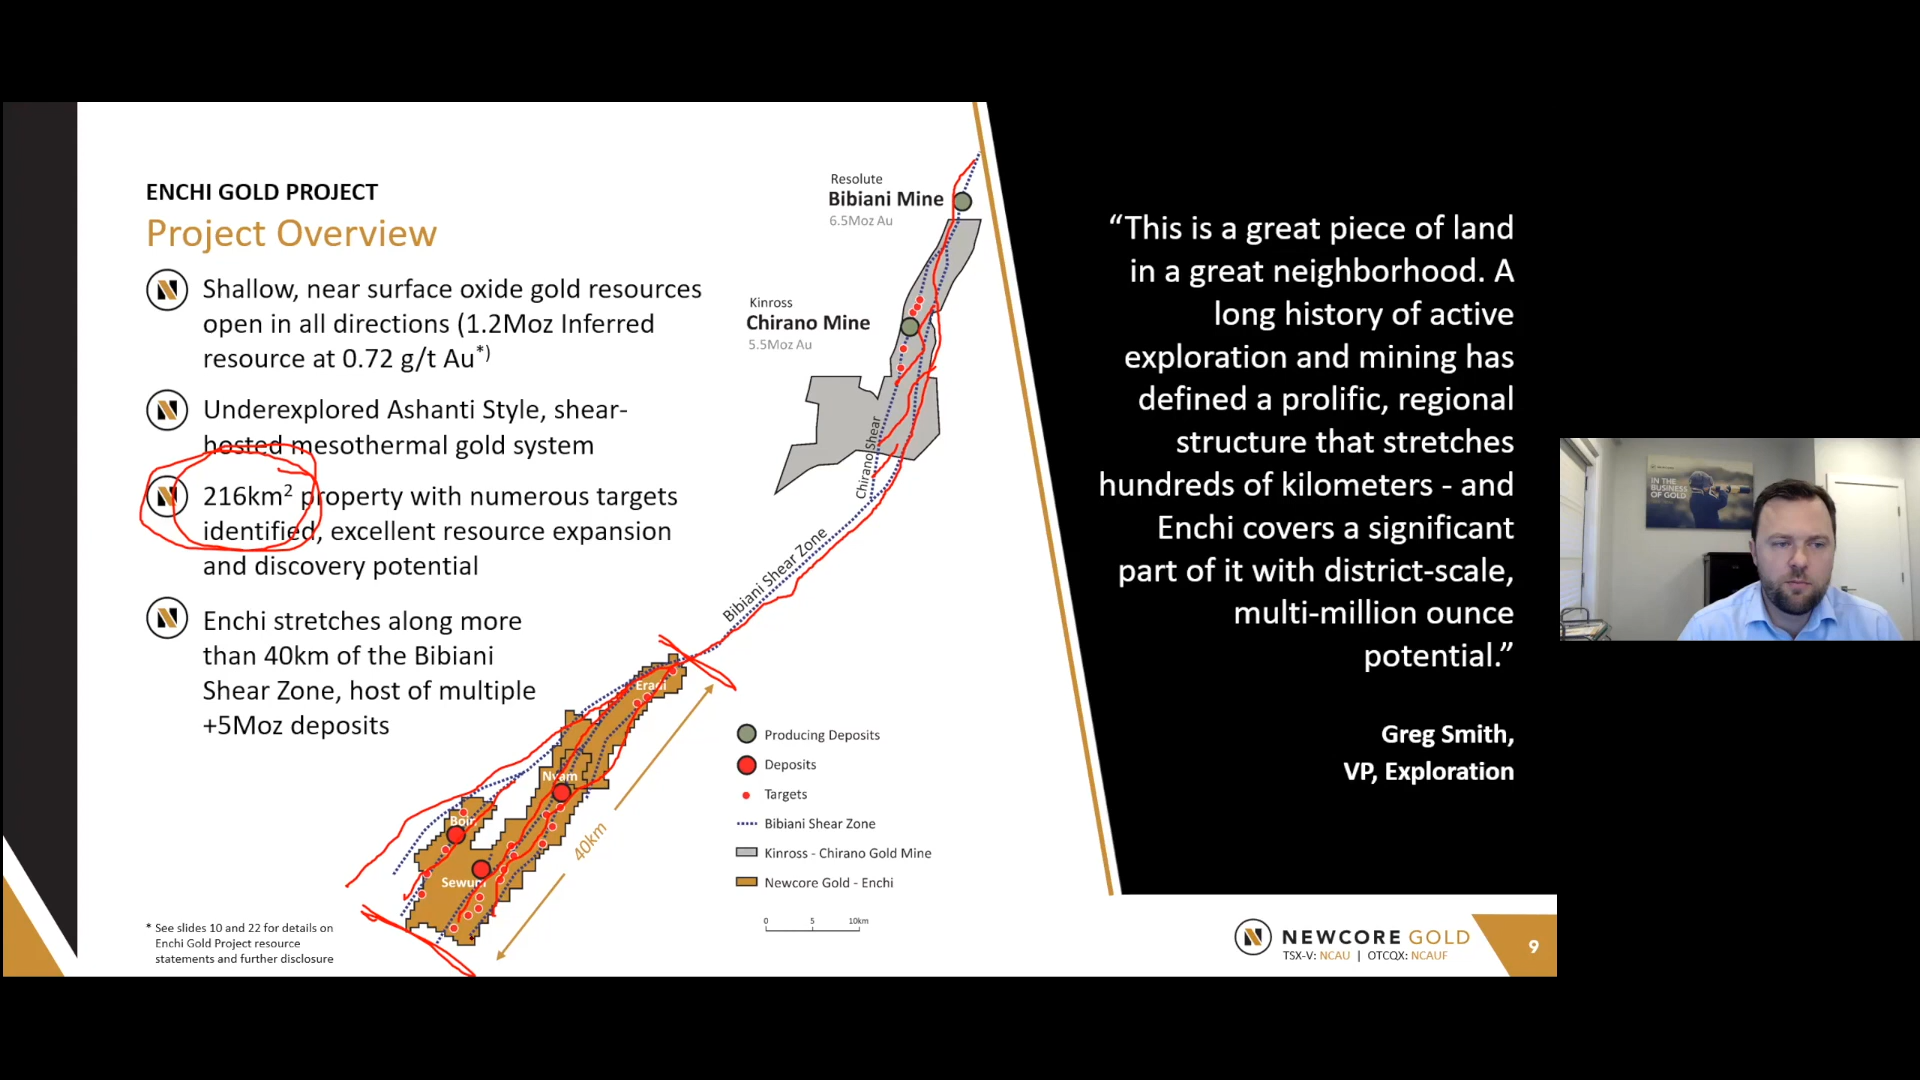 ENCHI GOLD PROJECT
Project Overview
Shallow, near surface oxide gold resources
open in all directions (1.2Moz Inferred
resource at 0.72 g/t Au*)
Underexplored Ashanti Style, shear-
hosted mesothermal gold system
216km² property with numerous targets
identified, excellent resource expansion
and discovery potential
Enchi stretches along more
than 40km of the Bibiani
Shear Zone, host of multiple
+5Moz deposits
* See slides 10 and 22 for details on
Enchi Gold Project resource
statements and further disclosure
Resolute
Bibiani Mine
6.5Moz Au
Kinross
Chirano Mine
5.5Moz Au
Chirano Shear
Bibiani Shear Zone
Eradi
Nyam
Boin
Sewum
40km
Producing Deposits
Deposits
Targets
Bibiani Shear Zone
Kinross - Chirano Gold Mine
Newcore Gold - Enchi
0 5 10km
“This is a great piece of land
in a great neighborhood. A
long history of active
exploration and mining has
defined a prolific, regional
structure that stretches
hundreds of kilometers - and
Enchi covers a significant
part of it with district-scale,
multi-million ounce
potential.”
Greg Smith,
VP, Exploration
NEWCORE GOLD
TSX-V: NCAU | OTCQX: NCAUF
9
IN THE
BUSINESS
OF GOLD